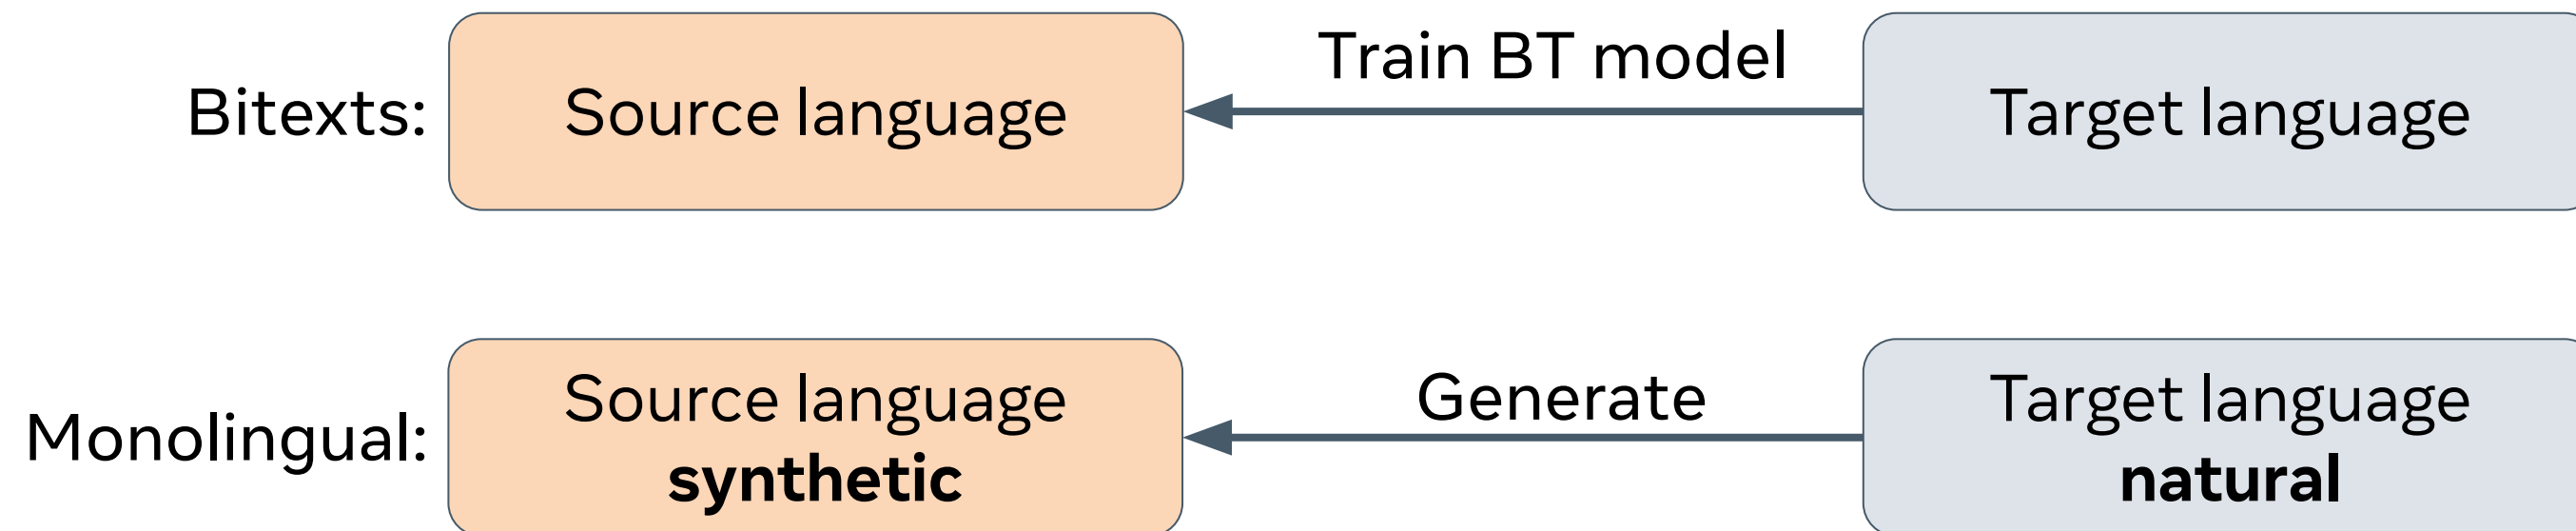 Train BT model
Bitexts:
Source language
Target language
Source language
Generate
Target language
Monolingual:
synthetic
natural